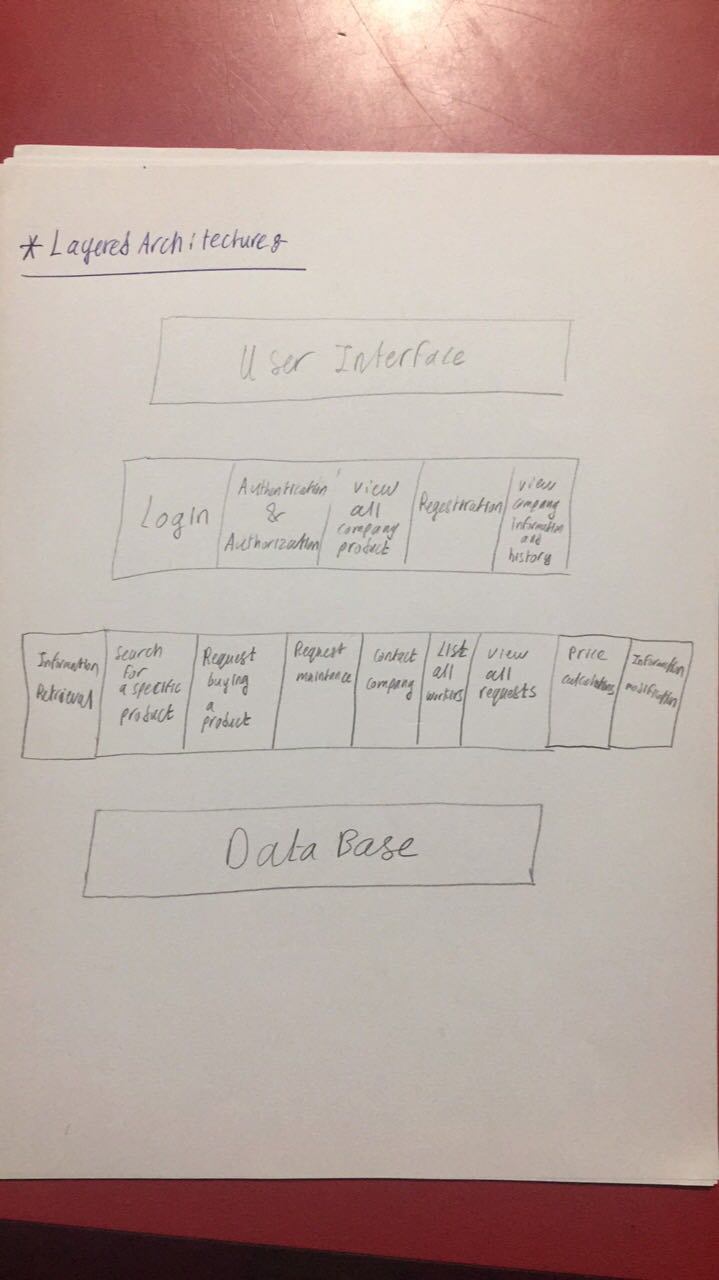 * Layered Architecture:
User Interface
Login
Authentication
&
Authorization
view
all
company
product
Regestiration
view
company
information
and
history
Information
Retrieval
Search
For
a specific
product
Request
buying
a
product
Request
maintance
Contact
company
List
all
workers
view
all
requests
Price
calculations
Information
modification
Data Base